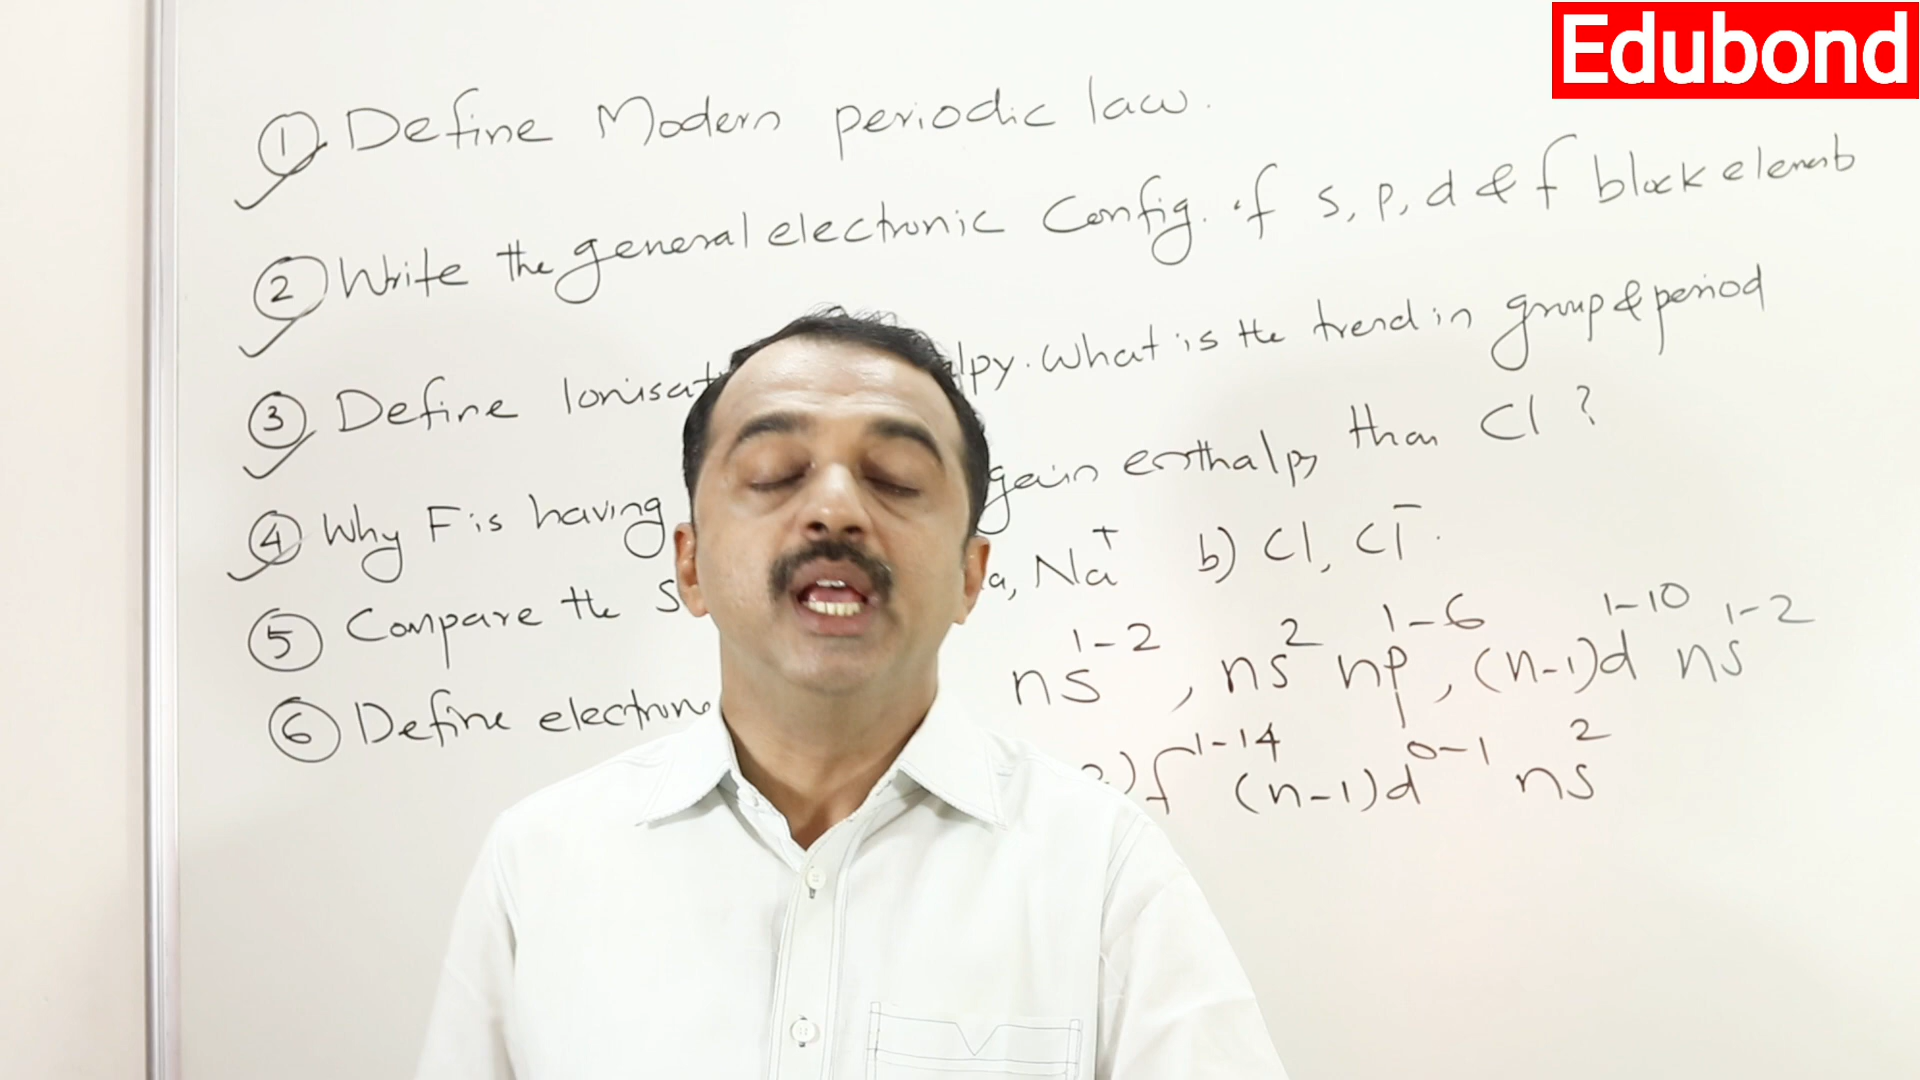 Edubond
① Define Modern periodic law.
② Write the general electronic Config. of s, p, d & f block elements
③ Define Ionisat lpy. What is the trend in group & period
④ Why F is having gain enthalpy than Cl ?
⑤ Compare the S a, Na⁺ b) Cl, Cl⁻.
⑥ Define electron
ns¹⁻², ns² np¹⁻⁶, (n-1)d¹⁻¹⁰ ns¹⁻²
2)f¹⁻¹⁴ (n-1)d⁰⁻¹ ns²